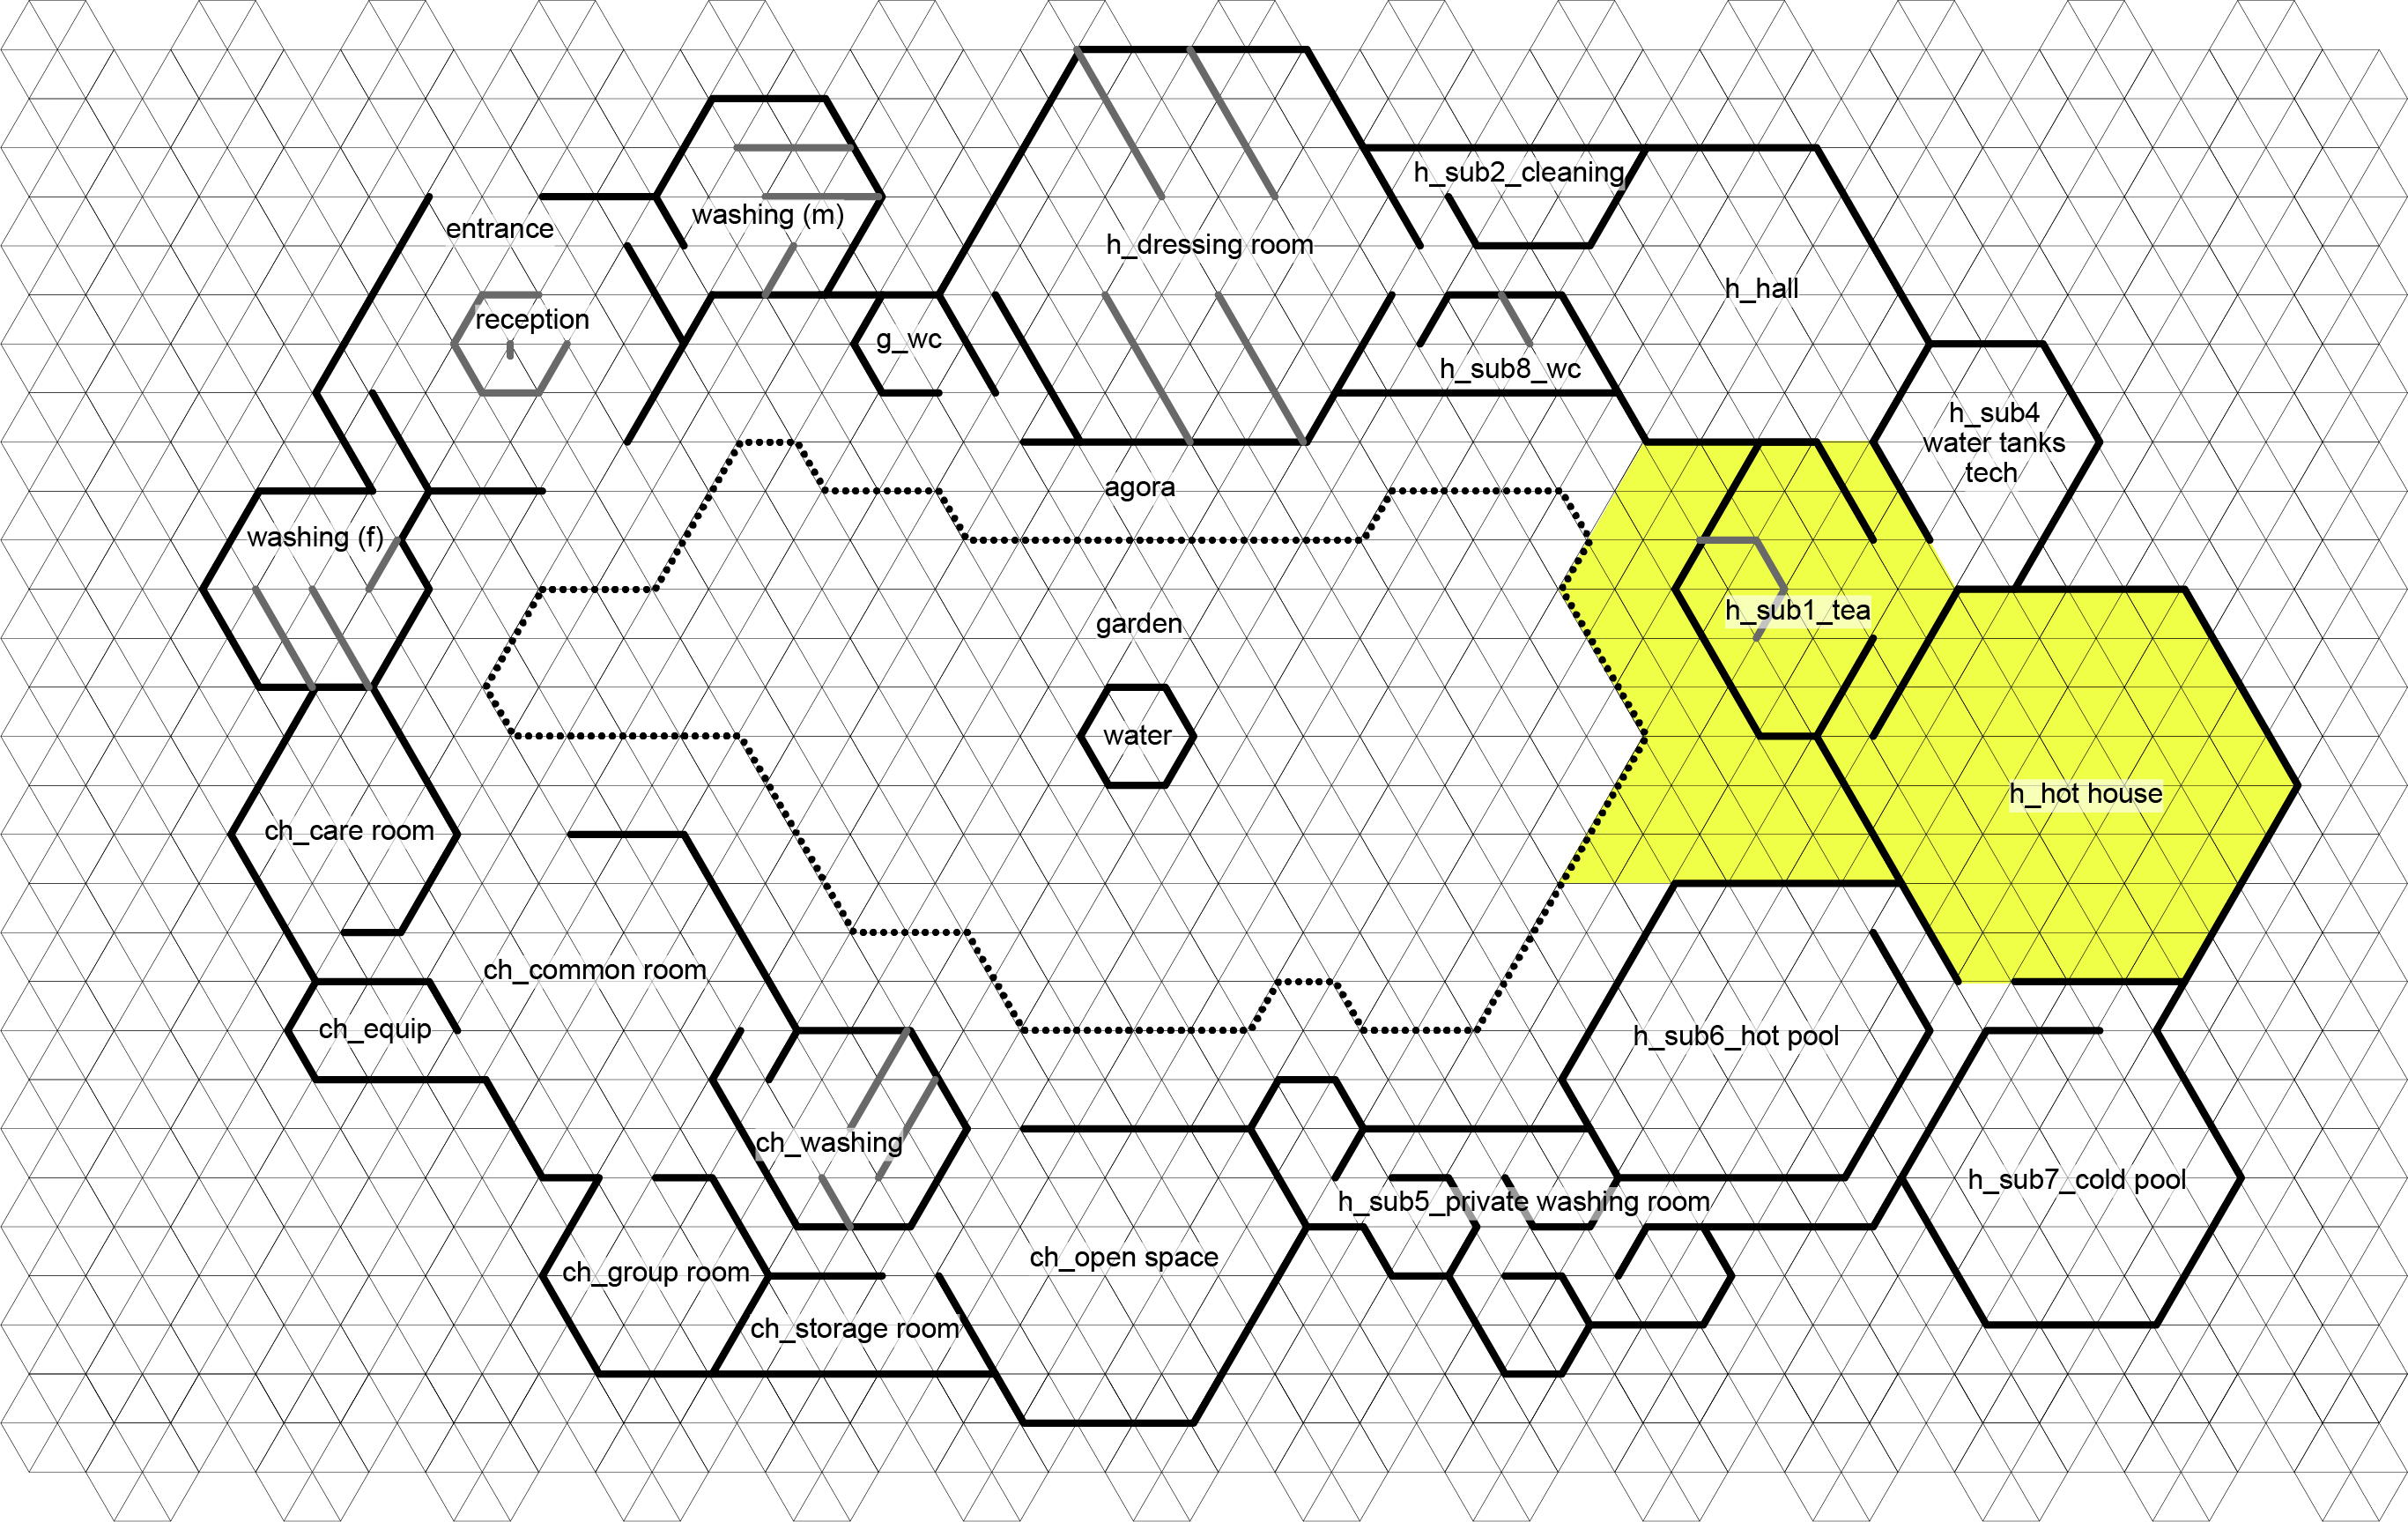 h_sub2_cleaning
washing (m)
entrance
h_dressing room
h_hall
reception
g_wc
h_sub8_wc
h_sub4
water tanks
tech
agora
washing (f)
h_sub1_tea
garden
water
h_hot house
ch_care room
ch_common room
ch_equip
h_sub6_hot pool
ch_washing
h_sub7_cold pool
h_sub5_private washing room
ch_open space
ch_group room
ch_storage room